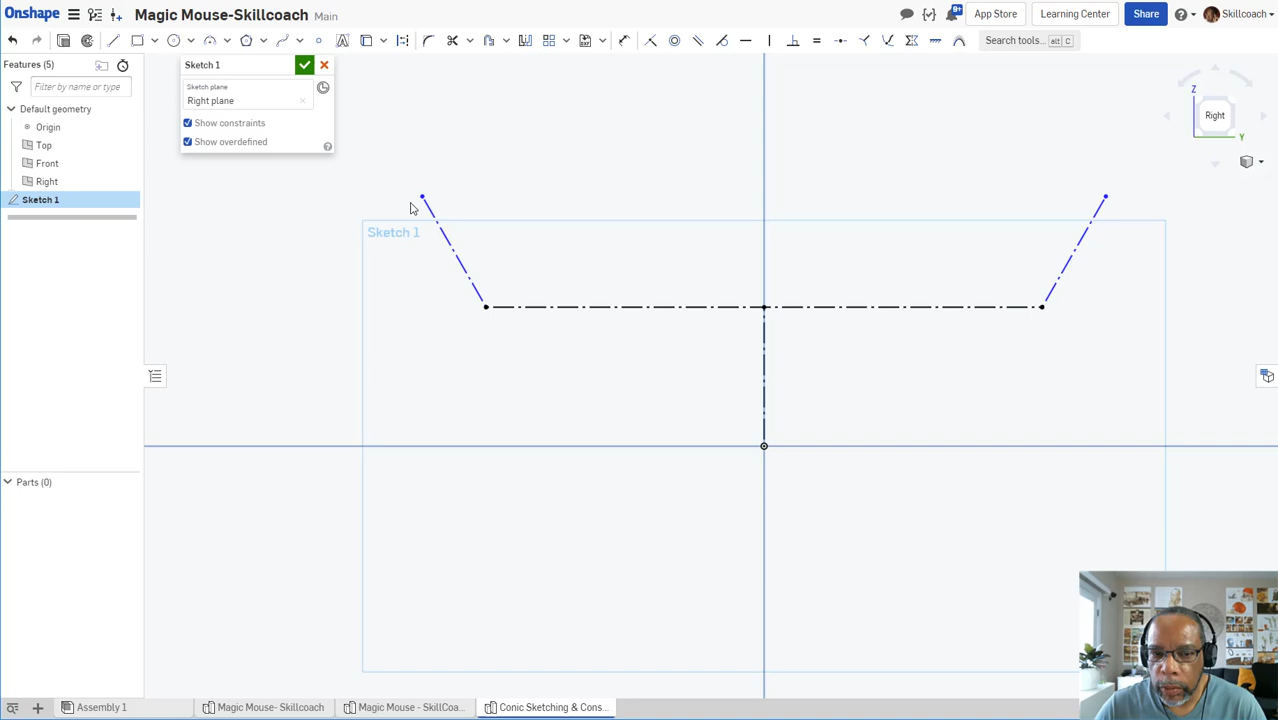 Onshape Magic Mouse-Skillcoach Main 9+ App Store Learning Center Share Skillcoach
Search tools... alt C
Features (5)
Filter by name or type
Default geometry
Origin
Top
Front
Right
Sketch 1
Sketch 1
Sketch plane
Right plane
Show constraints
Show overdefined
Sketch 1
Z
Right
Y
Parts (0)
Assembly 1 Magic Mouse- Skillcoach Magic Mouse - SkillCoa... Conic Sketching & Cons...